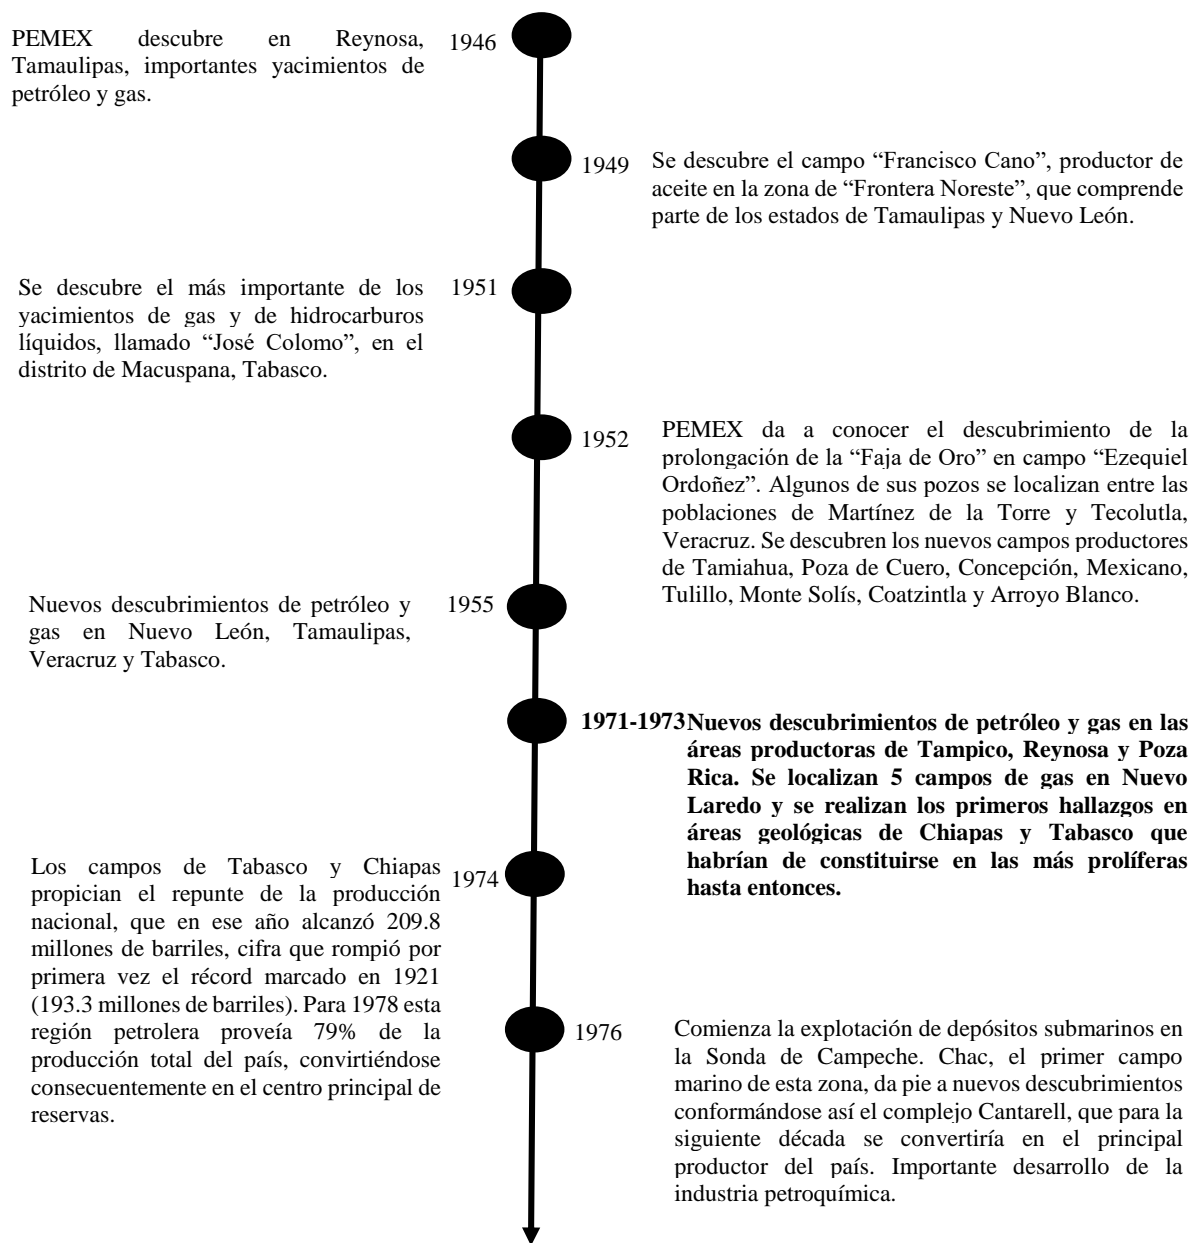 1946
PEMEX descubre en Reynosa,
Tamaulipas, importantes yacimientos de
petróleo y gas.
1949
Se descubre el campo “Francisco Cano”, productor de
aceite en la zona de “Frontera Noreste”, que comprende
parte de los estados de Tamaulipas y Nuevo León.
1951
Se descubre el más importante de los
yacimientos de gas y de hidrocarburos
líquidos, llamado “José Colomo”, en el
distrito de Macuspana, Tabasco.
1952
PEMEX da a conocer el descubrimiento de la
prolongación de la “Faja de Oro” en campo “Ezequiel
Ordoñez”. Algunos de sus pozos se localizan entre las
poblaciones de Martínez de la Torre y Tecolutla,
Veracruz. Se descubren los nuevos campos productores
de Tamiahua, Poza de Cuero, Concepción, Mexicano,
Tulillo, Monte Solís, Coatzintla y Arroyo Blanco.
1955
Nuevos descubrimientos de petróleo y
gas en Nuevo León, Tamaulipas,
Veracruz y Tabasco.
1971-1973
Nuevos descubrimientos de petróleo y gas en las
áreas productoras de Tampico, Reynosa y Poza
Rica. Se localizan 5 campos de gas en Nuevo
Laredo y se realizan los primeros hallazgos en
áreas geológicas de Chiapas y Tabasco que
habrían de constituirse en las más prolíferas
hasta entonces.
1974
Los campos de Tabasco y Chiapas
propician el repunte de la producción
nacional, que en ese año alcanzó 209.8
millones de barriles, cifra que rompió por
primera vez el récord marcado en 1921
(193.3 millones de barriles). Para 1978 esta
región petrolera proveía 79% de la
producción total del país, convirtiéndose
consecuentemente en el centro principal de
reservas.
1976
Comienza la explotación de depósitos submarinos en
la Sonda de Campeche. Chac, el primer campo
marino de esta zona, da pie a nuevos descubrimientos
conformándose así el complejo Cantarell, que para la
siguiente década se convertiría en el principal
productor del país. Importante desarrollo de la
industria petroquímica.